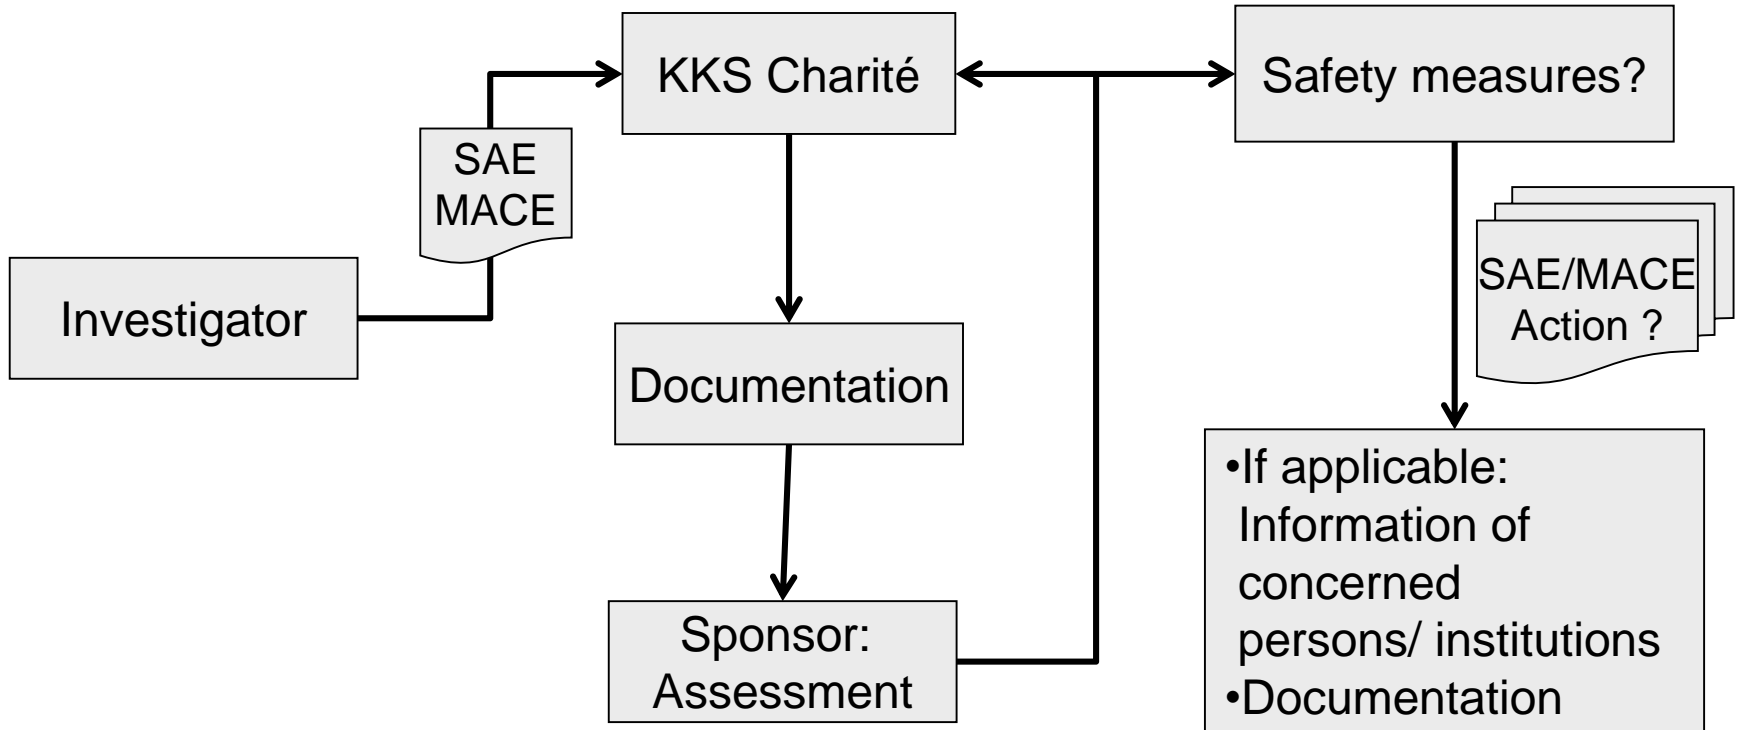 KKS Charité
Safety measures?
SAE
MACE
Investigator
SAE/MACE
Action ?
Documentation
•If applicable:
Information of
concerned
persons/ institutions
•Documentation
Sponsor:
Assessment